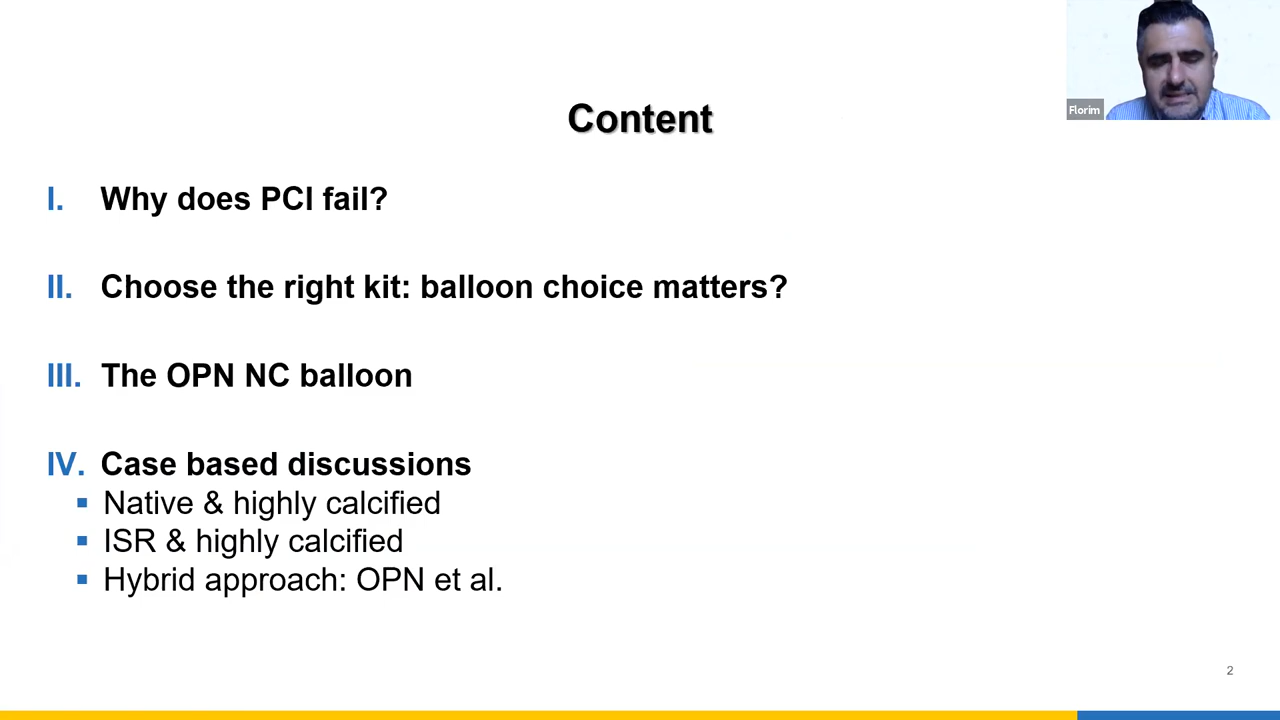 Florim
Content
I. Why does PCI fail?
II. Choose the right kit: balloon choice matters?
III. The OPN NC balloon
IV. Case based discussions
▪ Native & highly calcified
▪ ISR & highly calcified
▪ Hybrid approach: OPN et al.
2